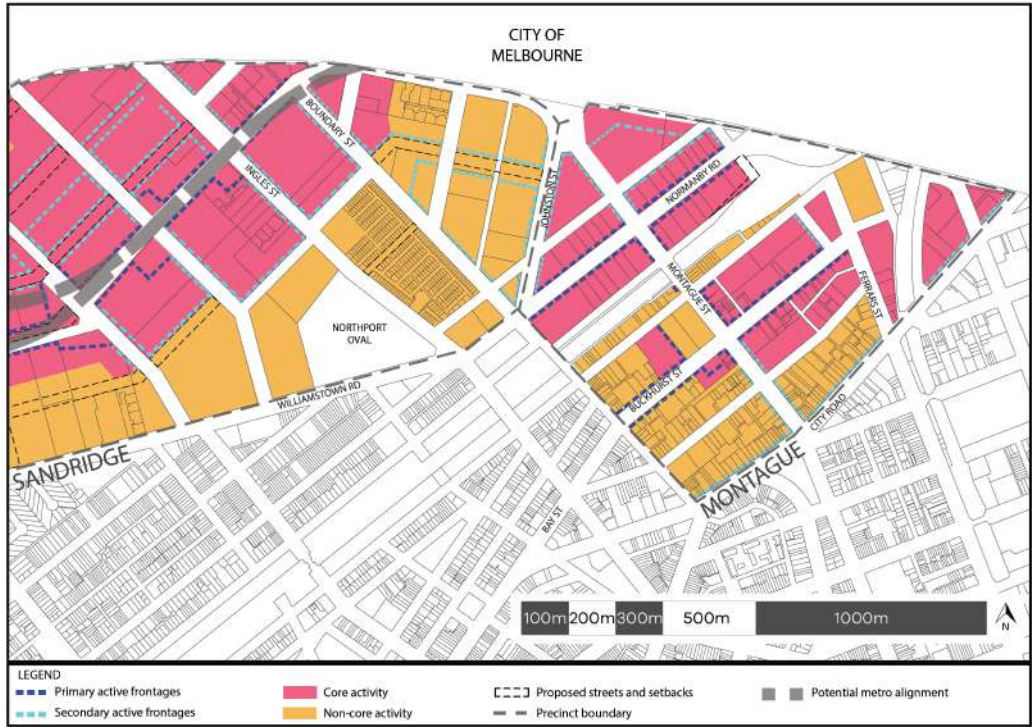 CITY OF
MELBOURNE
BOUNDARY ST
INGLES ST
JOHNSTON ST
NORMANBY RD
MONTAGUE ST
FERRARS ST
NORTHPORT
OVAL
BUCKHURST ST
WILLIAMSTOWN RD
CITY ROAD
SANDRIDGE
MONTAGUE
BAY ST
100m 200m 300m 500m 1000m
N
LEGEND
Primary active frontages
Core activity
Proposed streets and setbacks
Potential metro alignment
Secondary active frontages
Non-core activity
Precinct boundary